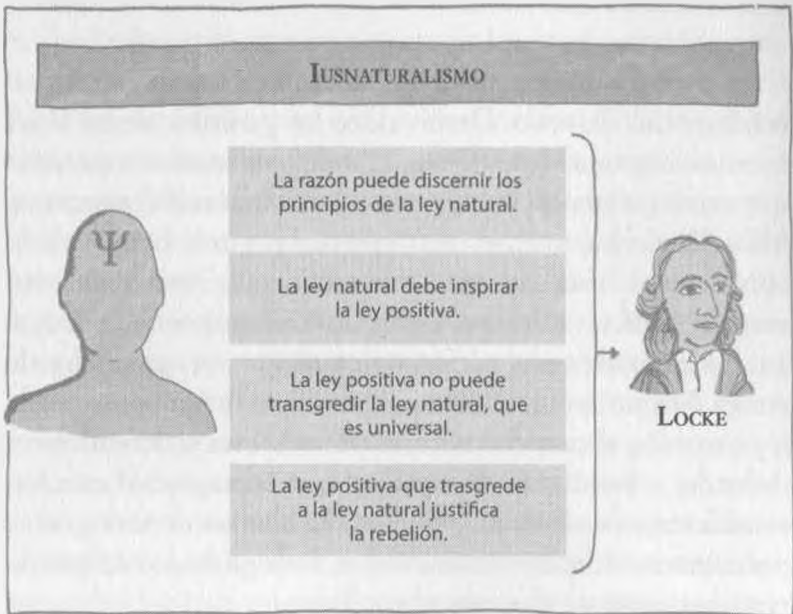 IUSNATURALISMO
La razón puede discernir los
principios de la ley natural.
Ψ
La ley natural debe inspirar
la ley positiva.
La ley positiva no puede
transgredir la ley natural, que
es universal.
La ley positiva que trasgrede
a la ley natural justifica
la rebelión.
LOCKE